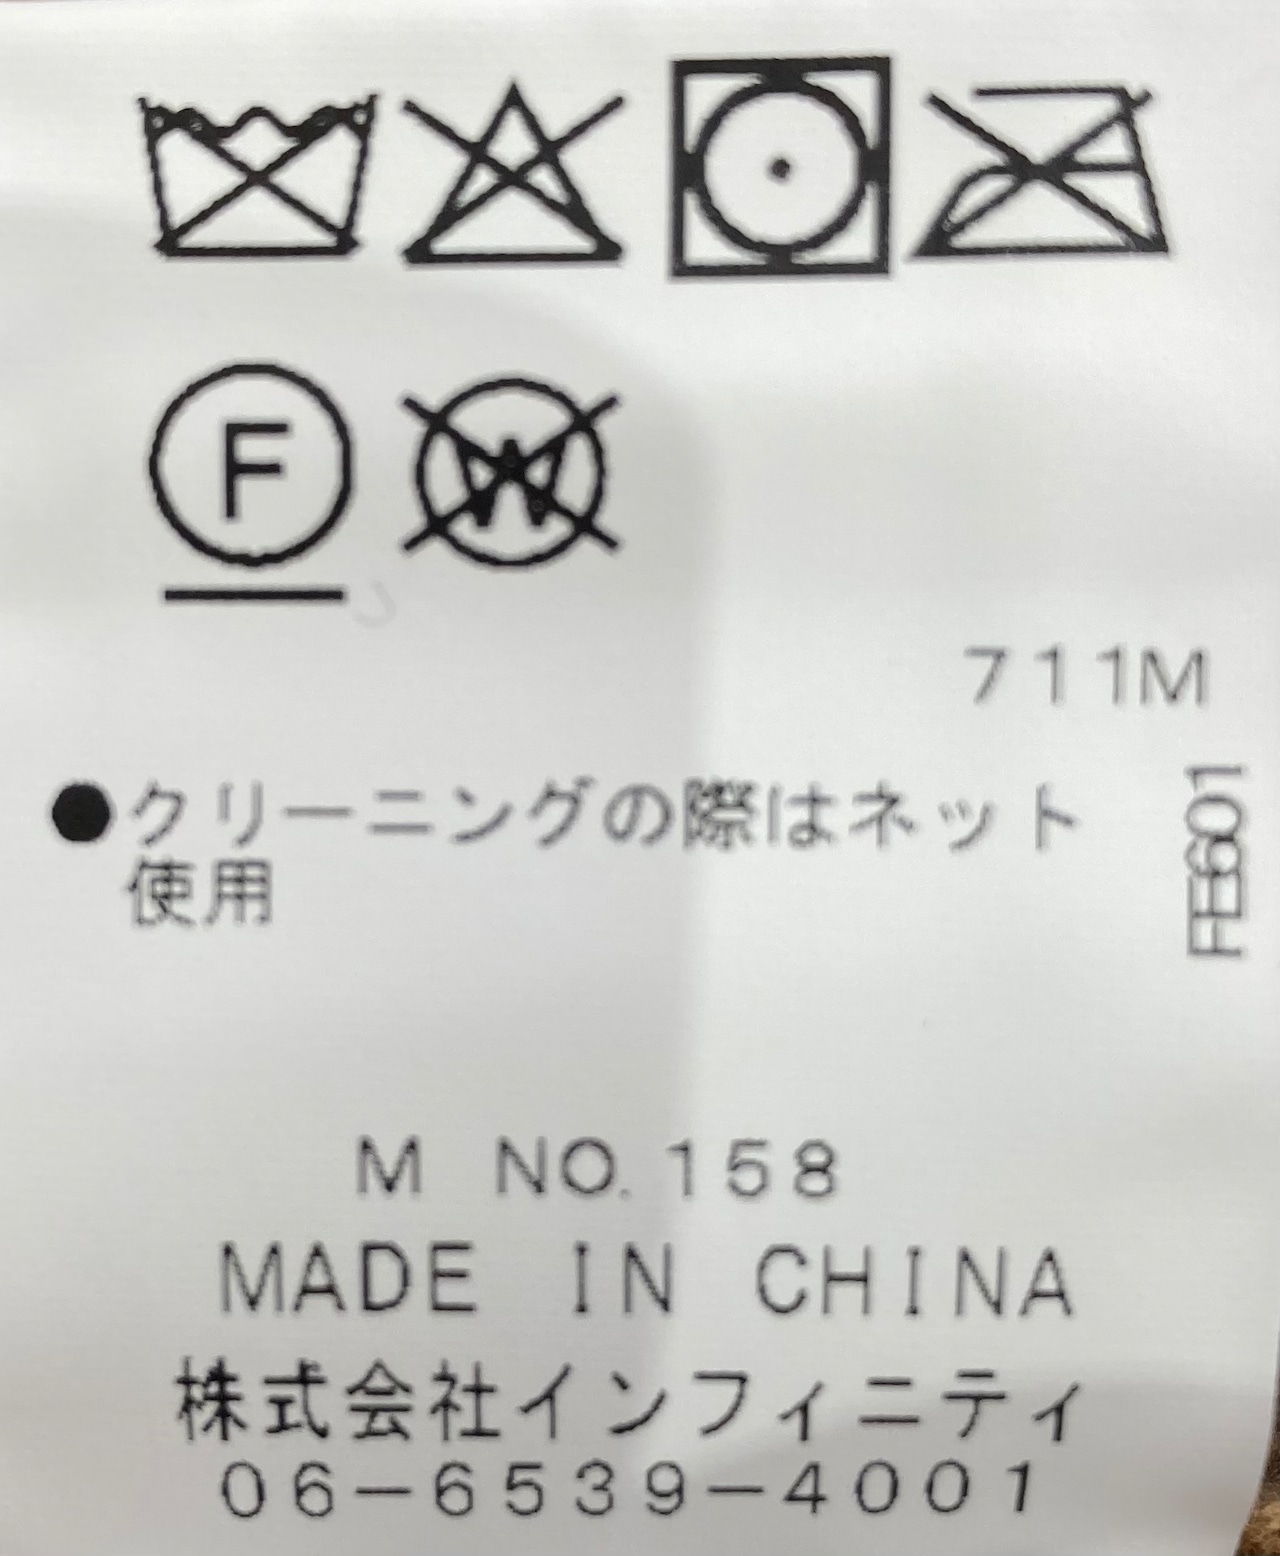 F
W
711M
●クリーニングの際はネット
使用
FE601
M NO.158
MADE IN CHINA
株式会社インフィニティ
06-6539-4001